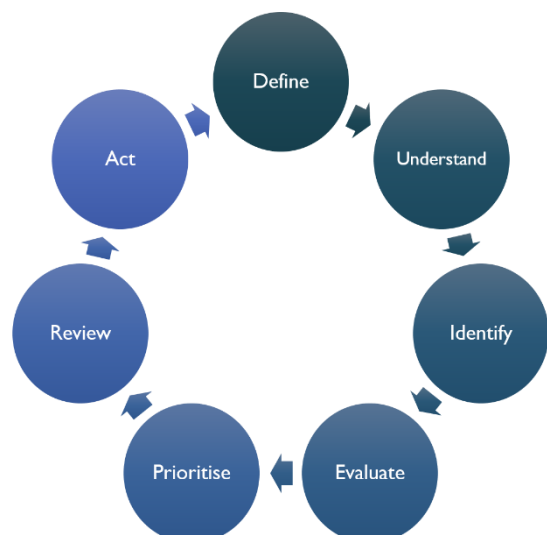 Define
Understand
Identify
Evaluate
Prioritise
Review
Act